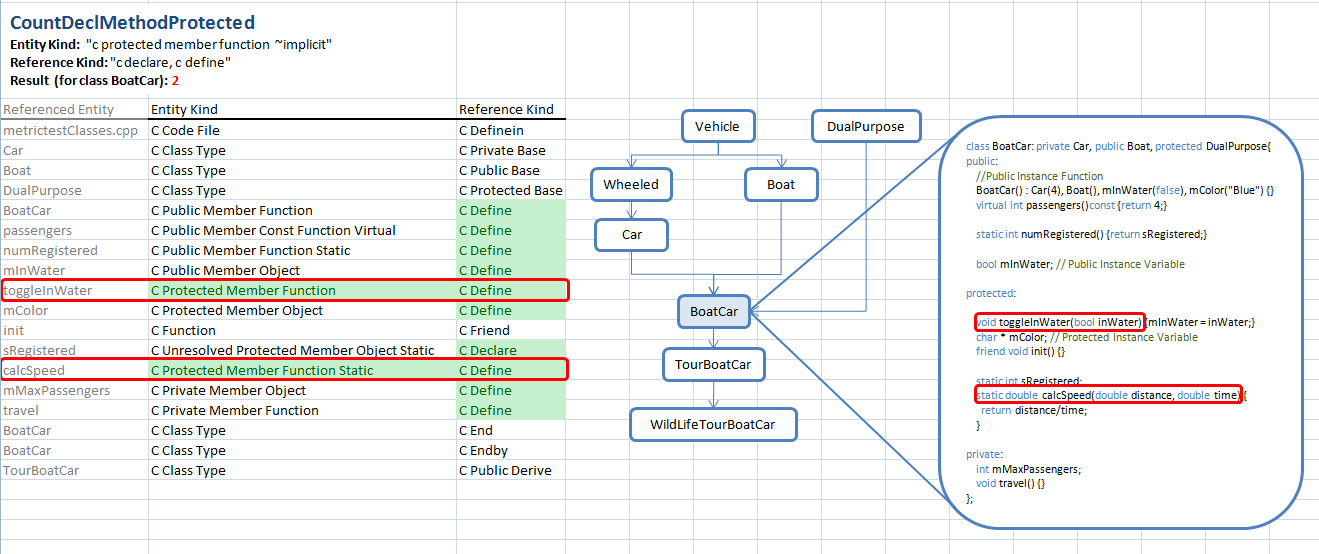 CountDeclMethodProtected
Entity Kind: "c protected member function ~implicit"
Reference Kind: "c declare, c define"
Result (for class BoatCar): 2
Referenced Entity Entity Kind Reference Kind
metrictestClasses.cpp C Code File C Definein
Car C Class Type C Private Base
Boat C Class Type C Public Base
DualPurpose C Class Type C Protected Base
BoatCar C Public Member Function C Define
passengers C Public Member Const Function Virtual C Define
numRegistered C Public Member Function Static C Define
mInWater C Public Member Object C Define
toggleInWater C Protected Member Function C Define
mColor C Protected Member Object C Define
init C Function C Friend
sRegistered C Unresolved Protected Member Object Static C Declare
calcSpeed C Protected Member Function Static C Define
mMaxPassengers C Private Member Object C Define
travel C Private Member Function C Define
BoatCar C Class Type C End
BoatCar C Class Type C Endby
TourBoatCar C Class Type C Public Derive
Vehicle
DualPurpose
Wheeled
Boat
Car
BoatCar
TourBoatCar
WildLifeTourBoatCar
class BoatCar: private Car, public Boat, protected DualPurpose{
public:
//Public Instance Function
BoatCar() : Car(4), Boat(), mInWater(false), mColor("Blue") {}
virtual int passengers()const {return 4;}
static int numRegistered() {return sRegistered;}
bool mInWater; // Public Instance Variable
protected:
void toggleInWater(bool inWater) {mInWater = inWater;}
char * mColor; // Protected Instance Variable
friend void init() {}
static int sRegistered;
static double calcSpeed(double distance, double time) {
return distance/time;
}
private:
int mMaxPassengers;
void travel() {}
};